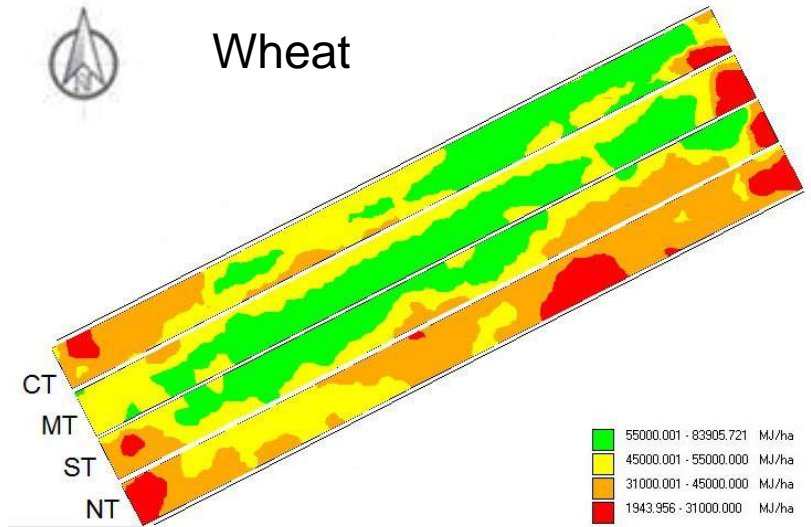 N
Wheat
CT
MT
ST
NT
55000.001 - 83905.721 MJ/ha
45000.001 - 55000.000 MJ/ha
31000.001 - 45000.000 MJ/ha
1943.956 - 31000.000 MJ/ha